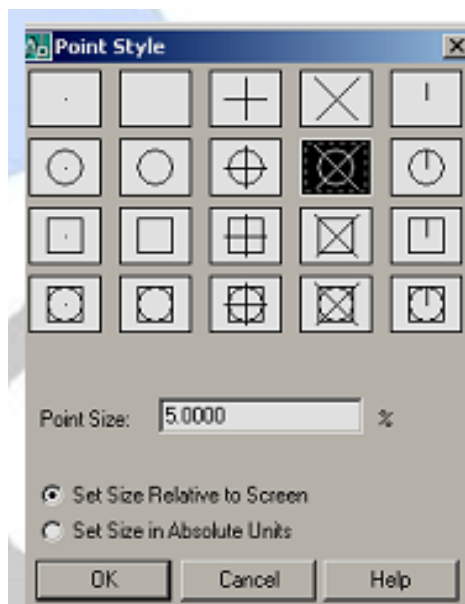 Point Style
Point Size: 5.0000 %
Set Size Relative to Screen
Set Size in Absolute Units
OK Cancel Help